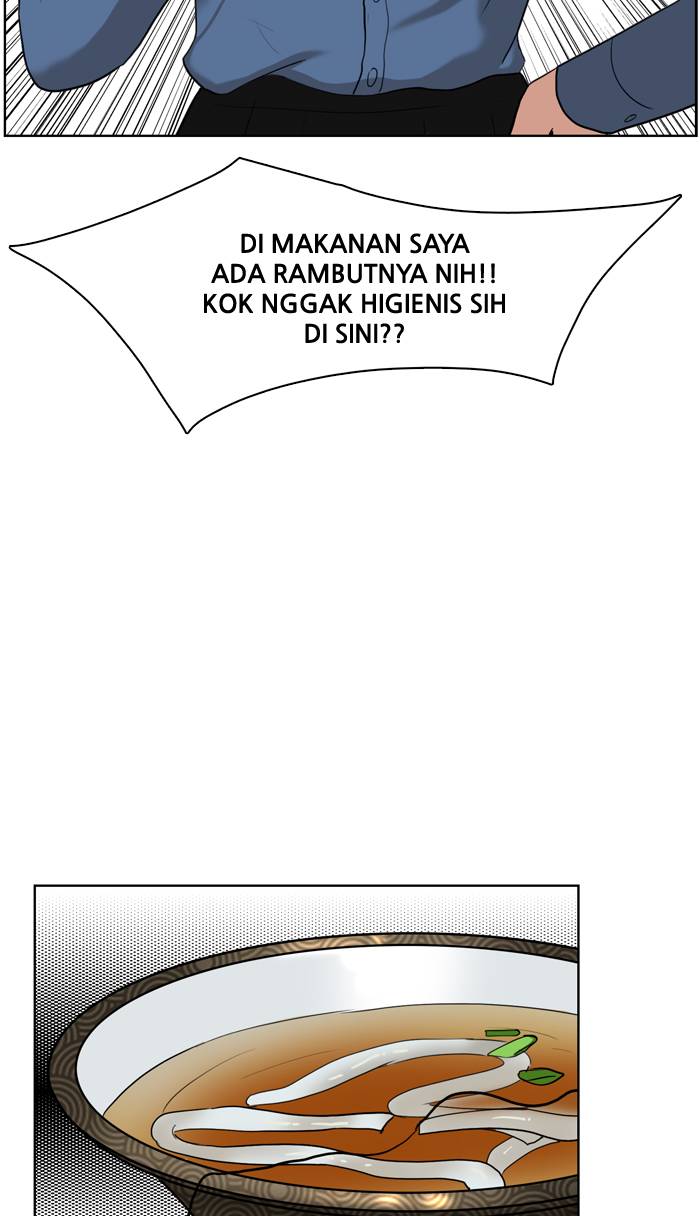 DI MAKANAN SAYA
ADA RAMBUTNYA NIH!!
KOK NGGAK HIGIENIS SIH
DI SINI??